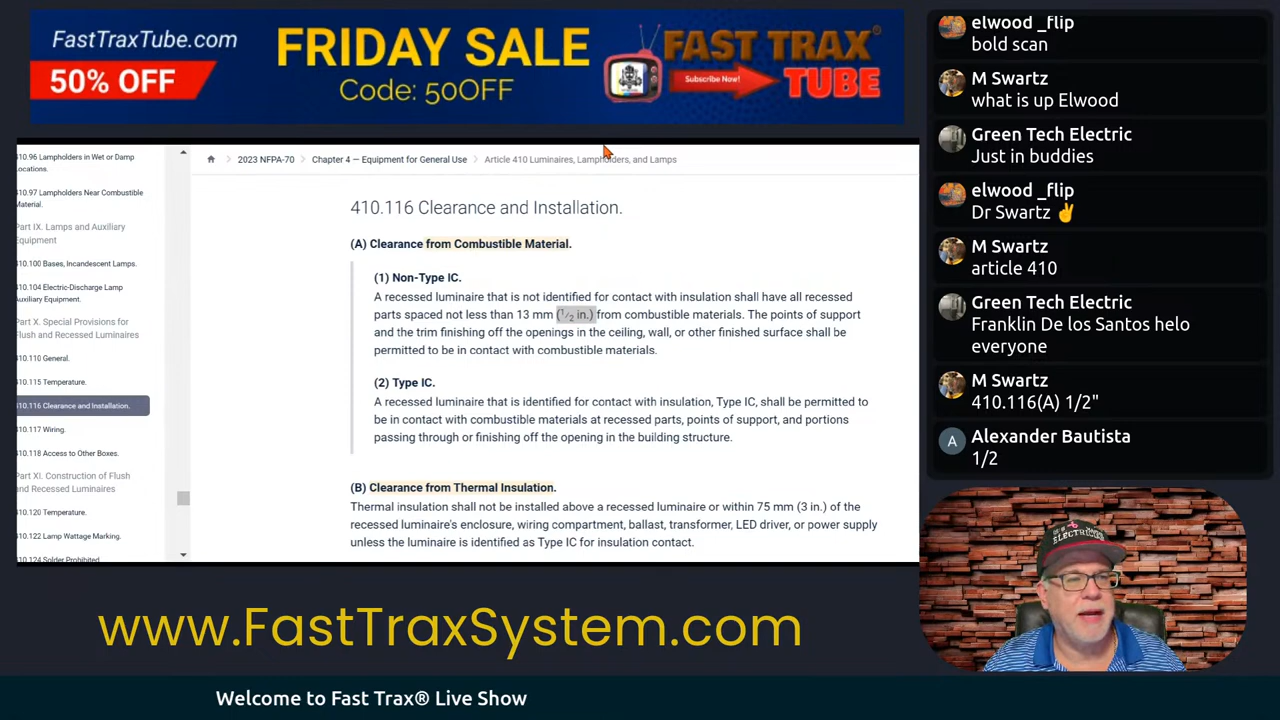 FastTraxTube.com
50% OFF
FRIDAY SALE
Code: 50OFF
Subscribe Now!
FAST TRAX®
TUBE
410.96 Lampholders in Wet or Damp
Locations.
410.97 Lampholders Near Combustible
Material.
Part IX. Lamps and Auxiliary
Equipment
410.100 Bases, Incandescent Lamps.
410.104 Electric-Discharge Lamp
Auxiliary Equipment.
Part X. Special Provisions for
Flush and Recessed Luminaires
410.110 General.
410.115 Temperature.
410.116 Clearance and Installation.
410.117 Wiring.
410.118 Access to Other Boxes.
Part XI. Construction of Flush
and Recessed Luminaires
410.120 Temperature.
410.122 Lamp Wattage Marking.
410.124 Solder Prohibited.
2023 NFPA-70 > Chapter 4 — Equipment for General Use > Article 410 Luminaires, Lampholders, and Lamps
410.116 Clearance and Installation.
(A) Clearance from Combustible Material.
(1) Non-Type IC.
A recessed luminaire that is not identified for contact with insulation shall have all recessed
parts spaced not less than 13 mm (1/2 in.) from combustible materials. The points of support
and the trim finishing off the openings in the ceiling, wall, or other finished surface shall be
permitted to be in contact with combustible materials.
(2) Type IC.
A recessed luminaire that is identified for contact with insulation, Type IC, shall be permitted to
be in contact with combustible materials at recessed parts, points of support, and portions
passing through or finishing off the opening in the building structure.
(B) Clearance from Thermal Insulation.
Thermal insulation shall not be installed above a recessed luminaire or within 75 mm (3 in.) of the
recessed luminaire's enclosure, wiring compartment, ballast, transformer, LED driver, or power supply
unless the luminaire is identified as Type IC for insulation contact.
elwood _flip
bold scan
M Swartz
what is up Elwood
Green Tech Electric
Just in buddies
elwood _flip
Dr Swartz ✌
M Swartz
article 410
Green Tech Electric
Franklin De los Santos helo
everyone
M Swartz
410.116(A) 1/2"
A
Alexander Bautista
1/2
www.FastTraxSystem.com
Welcome to Fast Trax® Live Show